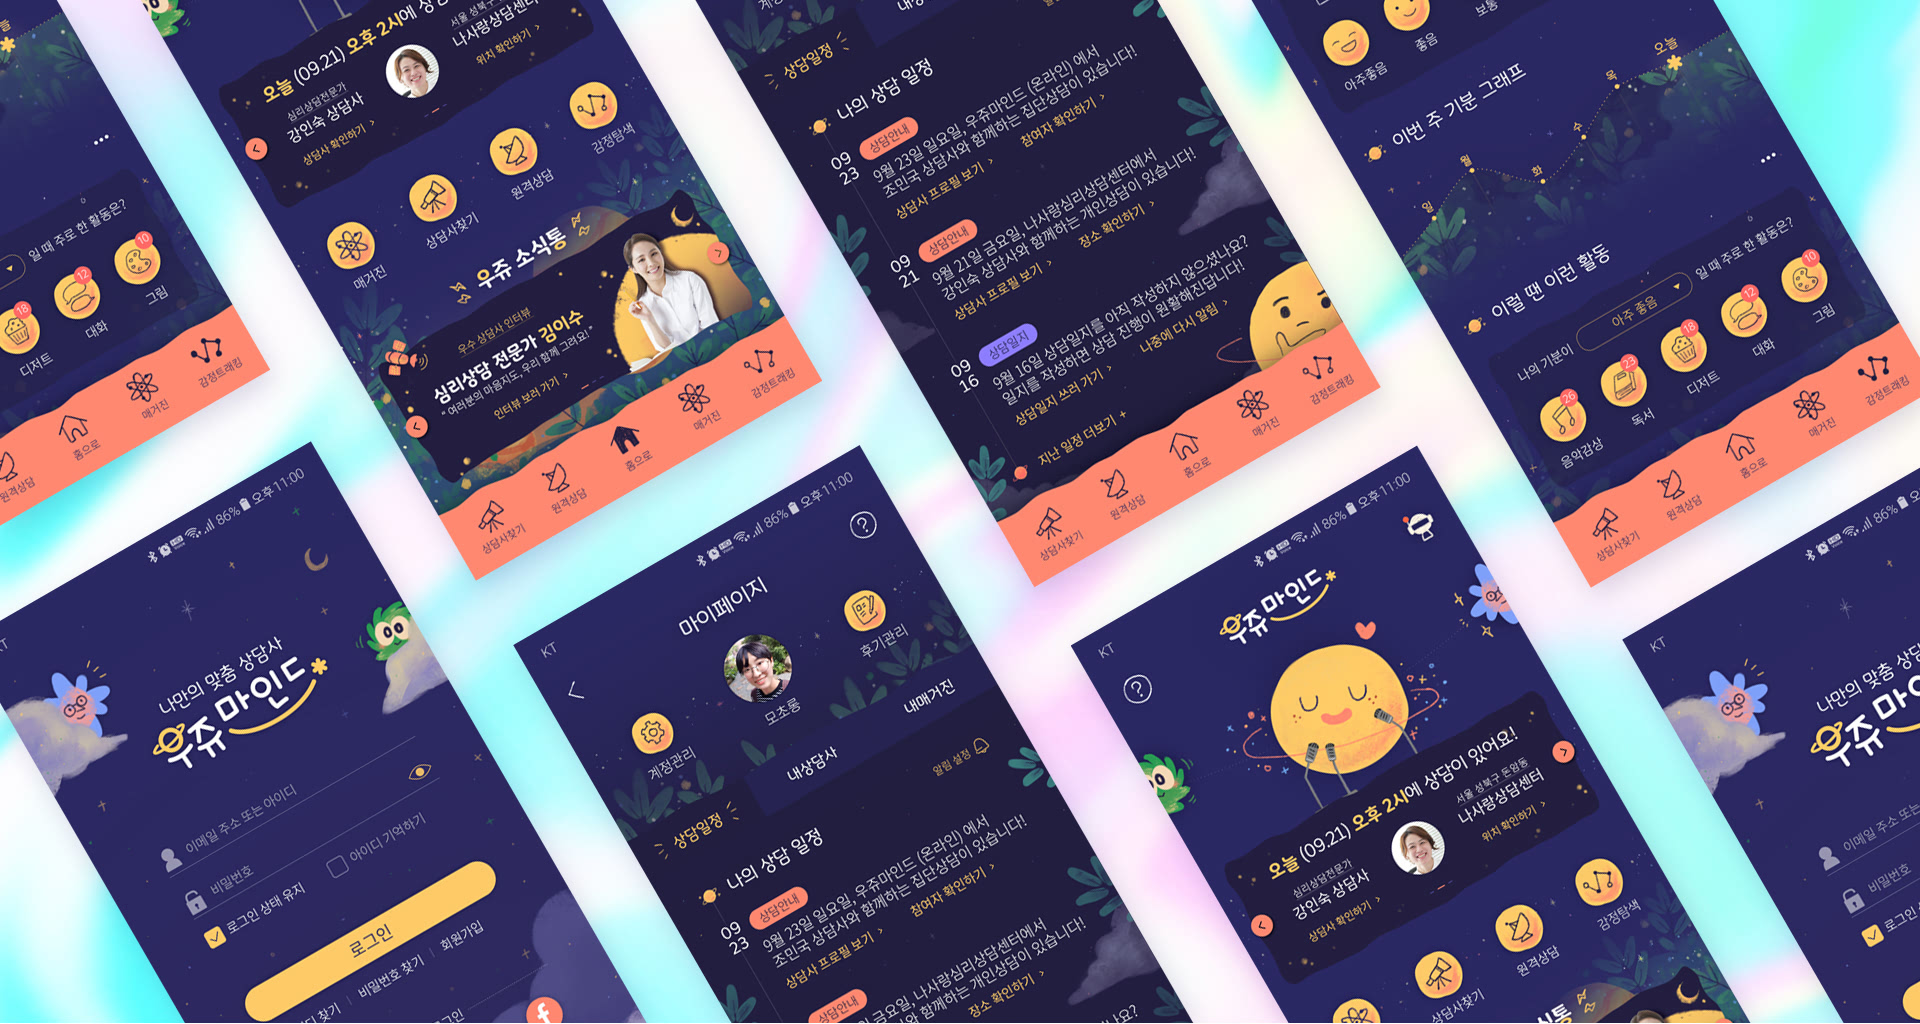 일 때 주로 한 활동은?
10
그림
12
대화
18
디저트
감정트래킹
매거진
홈으로
원격상담
오늘 (09.21) 오후 2시에 상담
심리상담전문가
강인숙 상담사
상담사 확인하기 >
서울 성북구
나사랑상담센터
위치 확인하기 >
감정탐색
원격상담
상담사찾기
매거진
우쥬 소식통
우수 상담사 인터뷰
심리상담 전문가 김이수
“ 여러분의 마음지도, 우리 함께 그려요! ”
인터뷰 보러 가기 >
상담사찾기
원격상담
홈으로
매거진
감정트래킹
계정관리
상담일정
나의 상담 일정
09
23
상담안내
9월 23일 일요일, 우쥬마인드 (온라인) 에서
조민국 상담사와 함께하는 집단상담이 있습니다!
상담사 프로필 보기 >
참여자 확인하기 >
09
21
상담안내
9월 21일 금요일, 나사랑심리상담센터에서
강인숙 상담사와 함께하는 개인상담이 있습니다!
상담사 프로필 보기 >
장소 확인하기 >
09
16
상담일지
9월 16일 상담일지를 아직 작성하지 않으셨나요?
일지를 작성하면 상담 진행이 원활해진답니다!
상담일지 쓰러 가기 >
나중에 다시 알림 >
지난 일정 더보기 +
상담사찾기
원격상담
홈으로
매거진
감정트래킹
아주좋음
좋음
보통
이번 주 기분 그래프
일
월
화
수
목
오늘
이럴 땐 이런 활동
나의 기분이
아주 좋음
일 때 주로 한 활동은?
26
음악감상
23
독서
18
디저트
12
대화
10
그림
상담사찾기
원격상담
홈으로
매거진
감정트래킹
KT
86% 오후 11:00
나만의 맞춤 상담사
우쥬마인드
이메일 주소 또는 아이디
비밀번호
로그인 상태 유지
아이디 기억하기
로그인
비밀번호 찾기
회원가입
KT
86% 오후 11:00
마이페이지
?
모초롱
계정관리
후기관리
상담일정
내상담사
내매거진
알림 설정
나의 상담 일정
09
23
상담안내
9월 23일 일요일, 우쥬마인드 (온라인) 에서
조민국 상담사와 함께하는 집단상담이 있습니다!
상담사 프로필 보기 >
참여자 확인하기 >
상담안내
금요일, 나사랑심리상담센터에서
상담사와 함께하는 개인상담이 있습니다!
장소 확인하기 >
KT
86% 오후 11:00
?
우쥬마인드
오늘 (09.21) 오후 2시에 상담이 있어요!
심리상담전문가
강인숙 상담사
상담사 확인하기 >
서울 성북구 돈암동
나사랑상담센터
위치 확인하기 >
감정탐색
원격상담
상담사찾기
KT
86%
나만의 맞춤 상담
우쥬마인
이메일 주소 또는
비밀번호
로그인